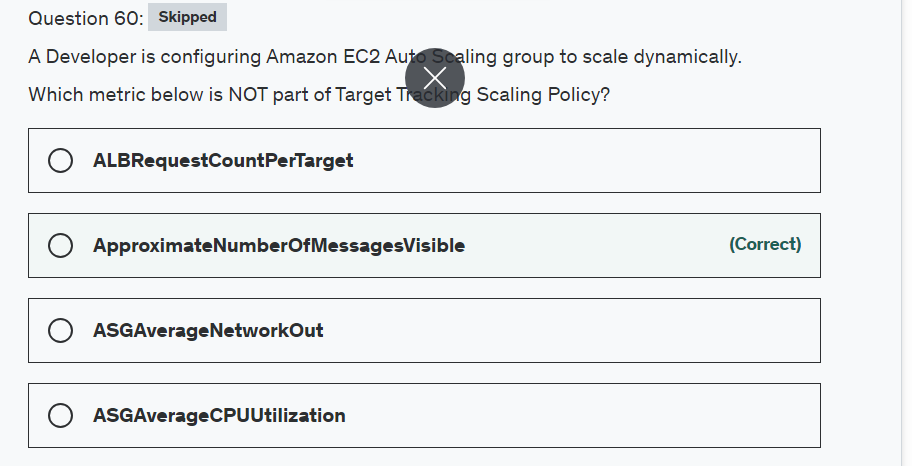 Question 60: Skipped
A Developer is configuring Amazon EC2 Auto Scaling group to scale dynamically.
Which metric below is NOT part of Target Tracking Scaling Policy?
ALBRequestCountPerTarget
ApproximateNumberOfMessagesVisible (Correct)
ASGAverageNetworkOut
ASGAverageCPUUtilization